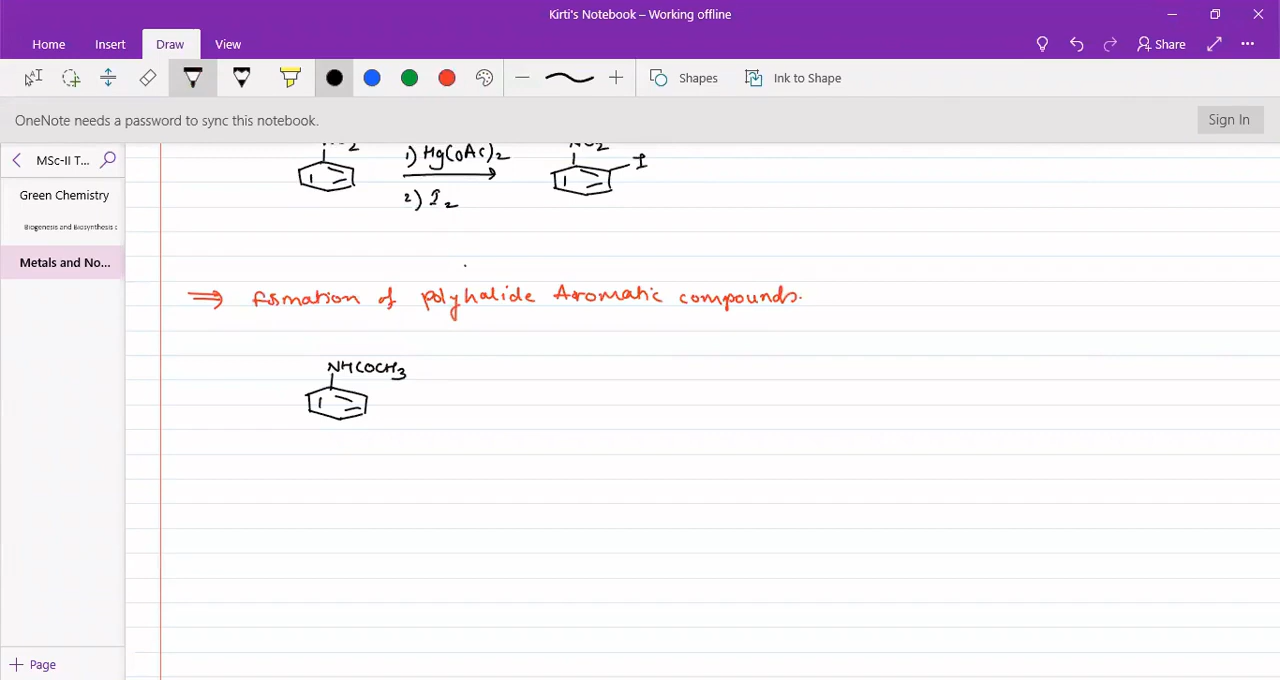 Kirti's Notebook – Working offline
Home Insert Draw View
Share
Shapes Ink to Shape
OneNote needs a password to sync this notebook.
Sign In
MSc-II T...
Green Chemistry
Biogenesis and Biosynthesis
Metals and No...
Page
1) Hg(OAc)2
2) I2
NO2
I
⇒ Formation of polyhalide Aromatic compounds.
NHCOCH3